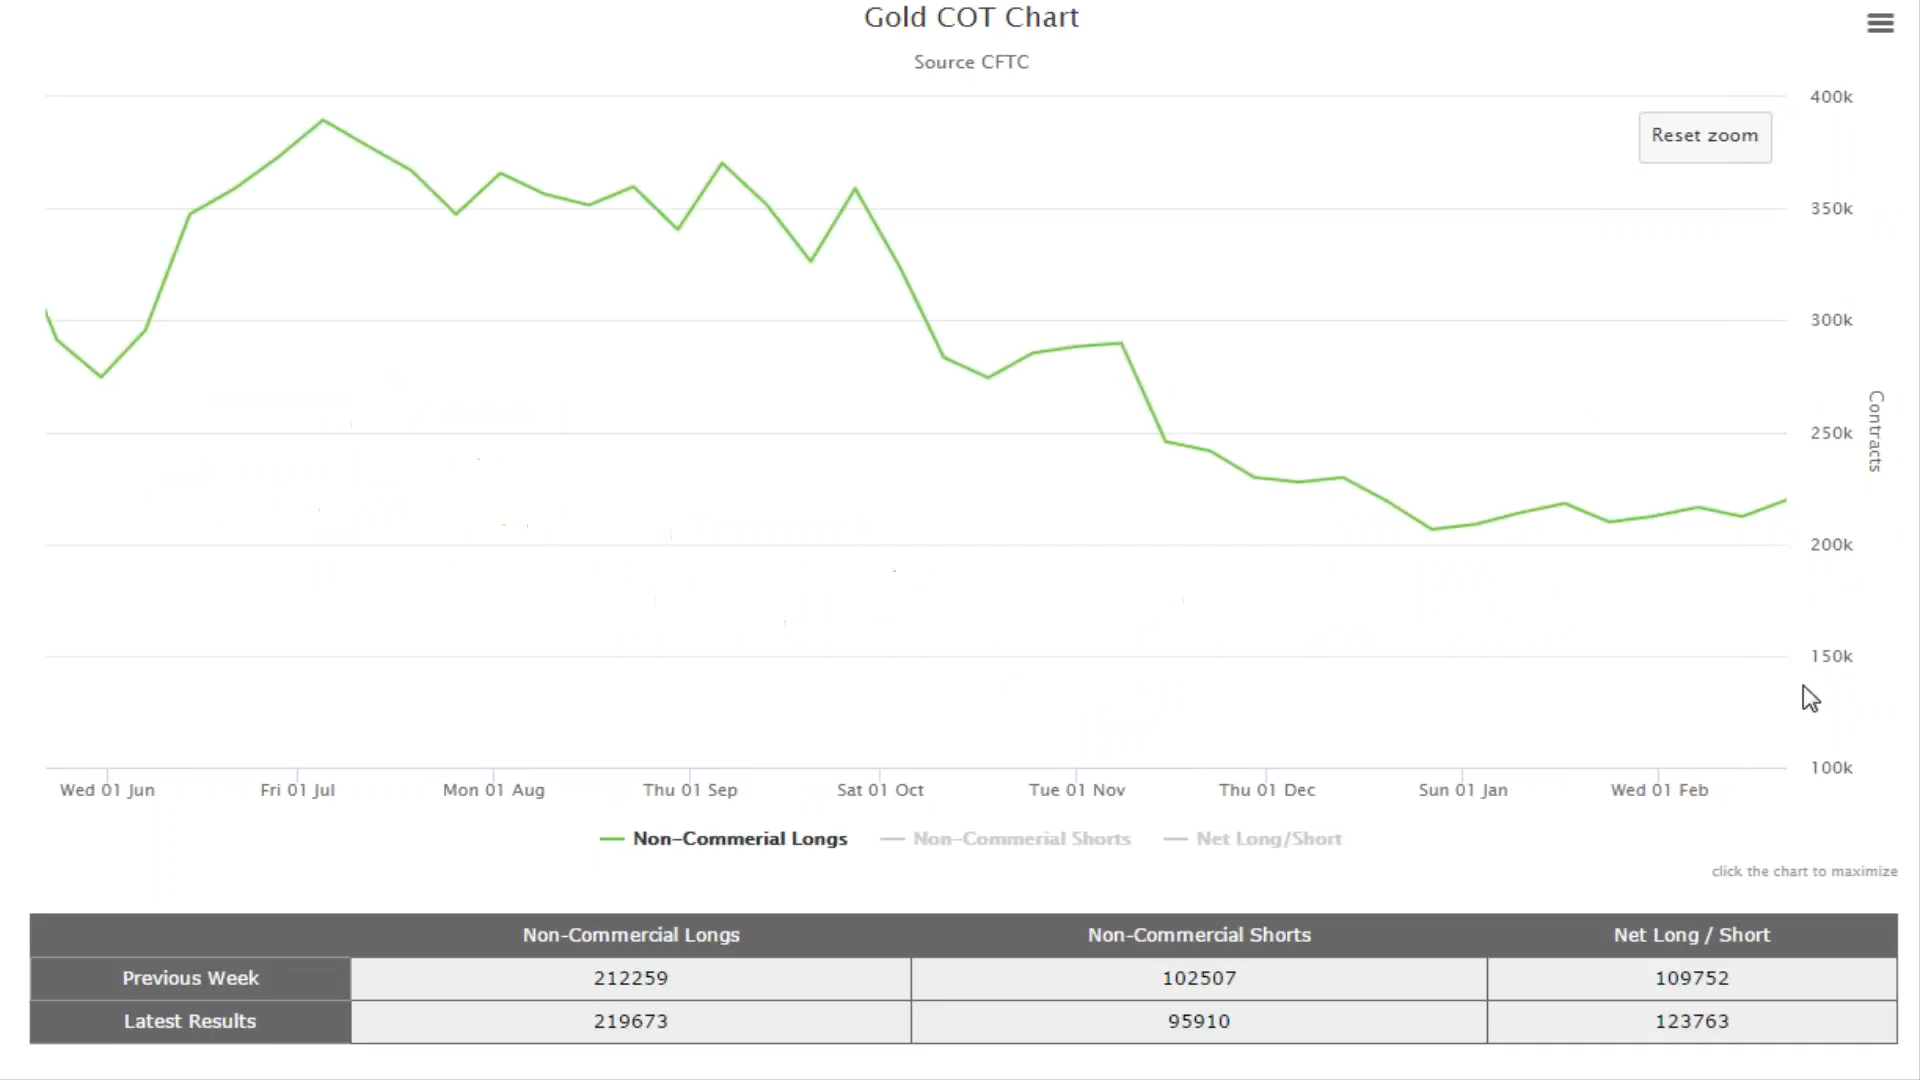 Gold COT Chart
Source CFTC
400k
Reset zoom
350k
300k
Contracts
250k
200k
150k
100k
Wed 01 Jun Fri 01 Jul Mon 01 Aug Thu 01 Sep Sat 01 Oct Tue 01 Nov Thu 01 Dec Sun 01 Jan Wed 01 Feb
Non-Commerial Longs Non-Commerial Shorts Net Long/Short
click the chart to maximize
Non-Commercial Longs Non-Commercial Shorts Net Long / Short
Previous Week 212259 102507 109752
Latest Results 219673 95910 123763